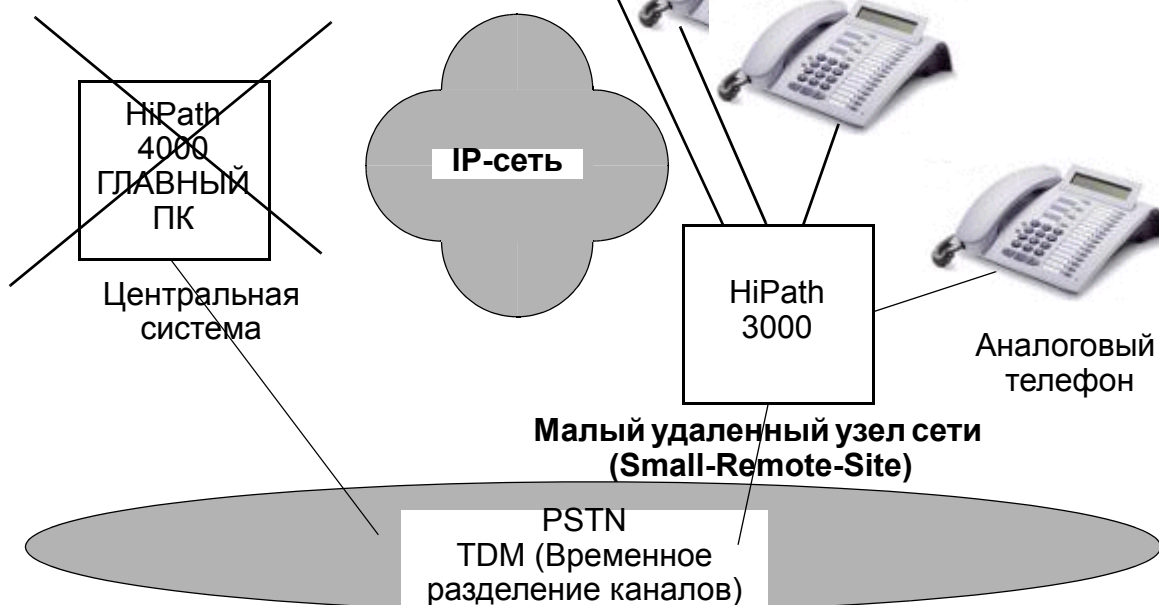 HiPath
4000
ГЛАВНЫЙ
ПК
Центральная
система
IP-сеть
HiPath
3000
Аналоговый
телефон
Малый удаленный узел сети
(Small-Remote-Site)
PSTN
TDM (Временное
разделение каналов)